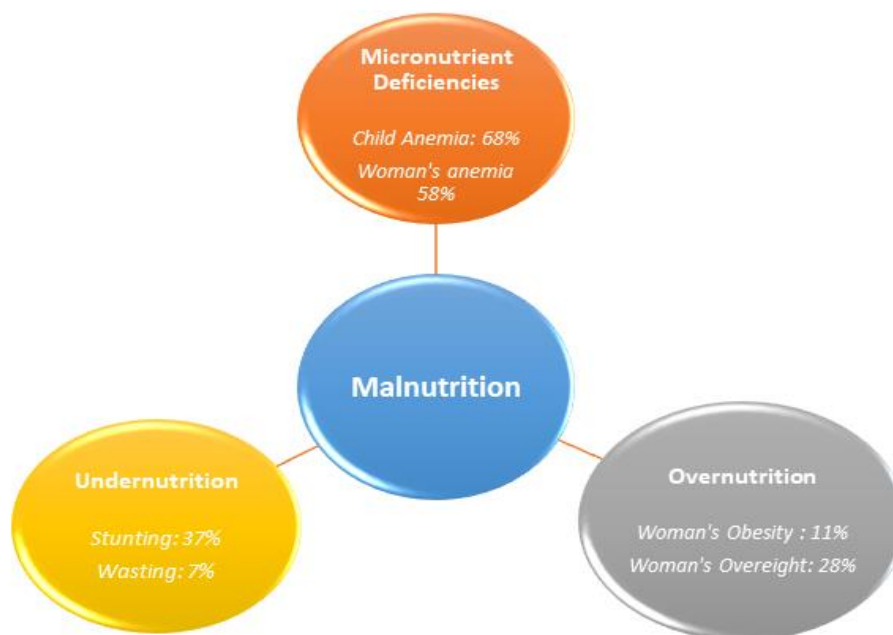 Micronutrient
Deficiencies
Child Anemia: 68%
Woman's anemia
58%
Malnutrition
Undernutrition
Stunting: 37%
Wasting: 7%
Overnutrition
Woman's Obesity : 11%
Woman's Overeight: 28%